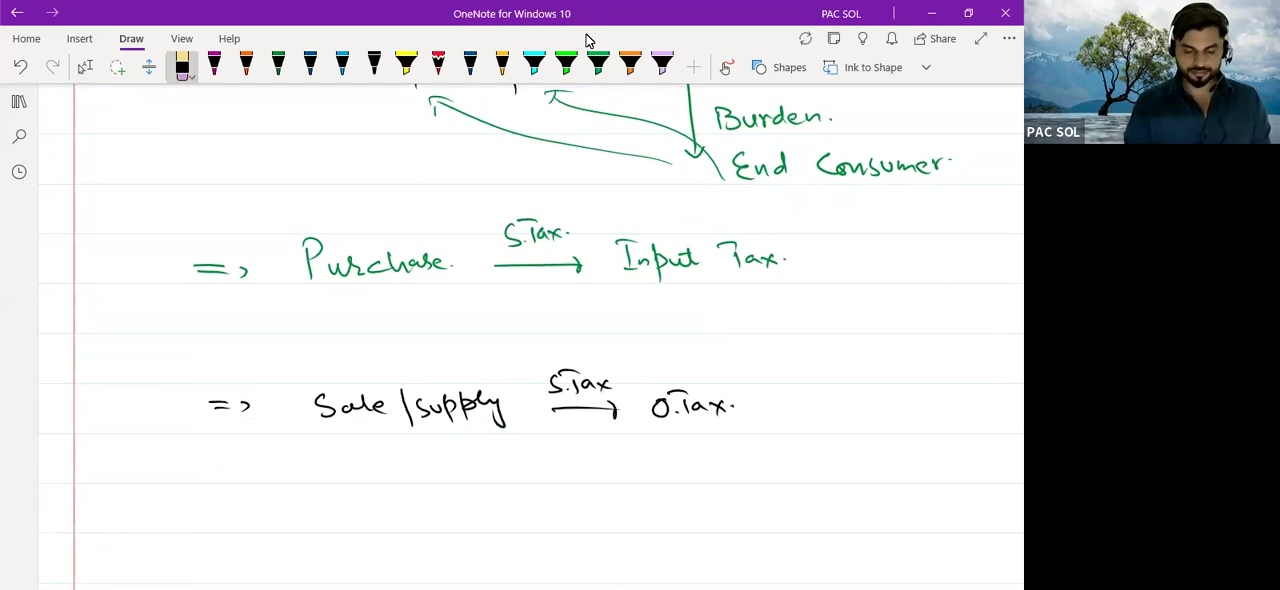 OneNote for Windows 10
PAC SOL
Home Insert Draw View Help
Share
Shapes
Ink to Shape
PAC SOL
Burden.
End Consumer.
=> Purchase. S.Tax. Input Tax.
=> Sale/supply S.Tax O.Tax.